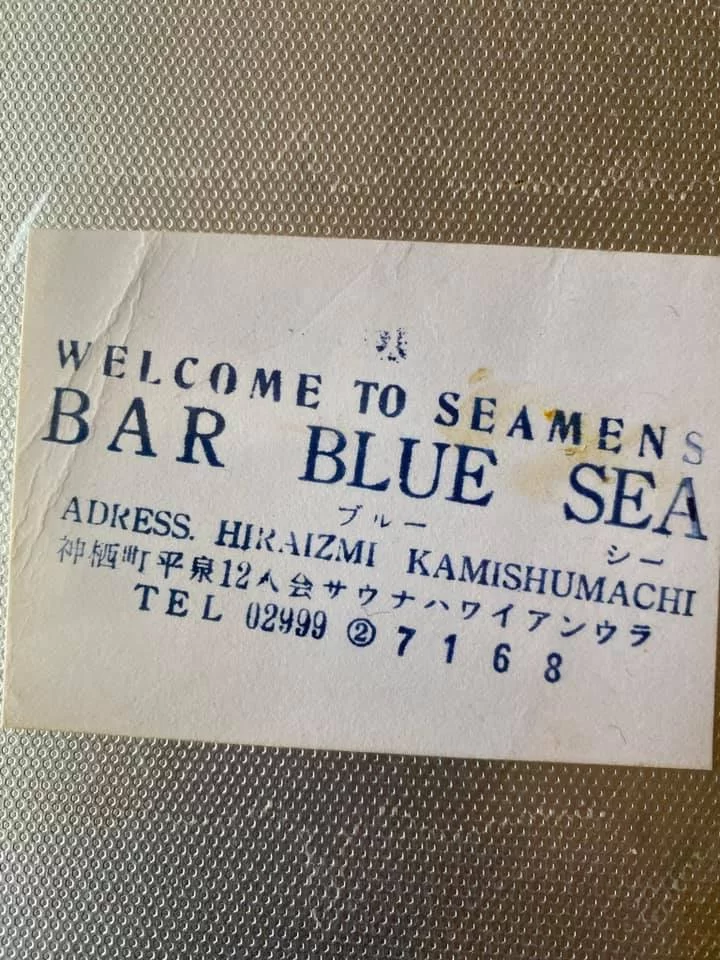 WELCOME TO SEAMENS
BAR BLUE SEA
ブルー シー
ADRESS. HIRAIZMI KAMISHUMACHI
神栖町平泉12人会サウナハワイアンウラ
TEL 02999 ② 7168